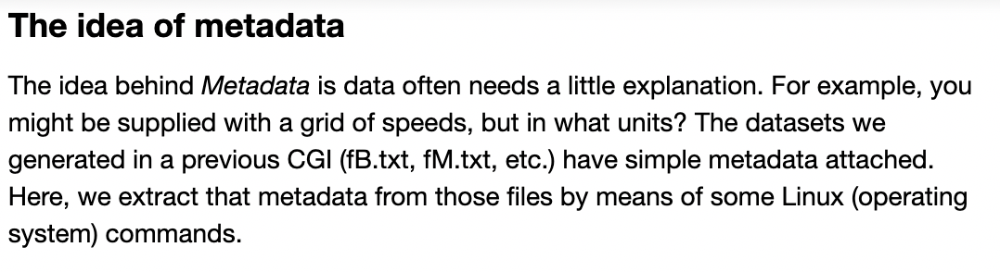 The idea of metadata
The idea behind Metadata is data often needs a little explanation. For example, you
might be supplied with a grid of speeds, but in what units? The datasets we
generated in a previous CGI (fB.txt, fM.txt, etc.) have simple metadata attached.
Here, we extract that metadata from those files by means of some Linux (operating
system) commands.